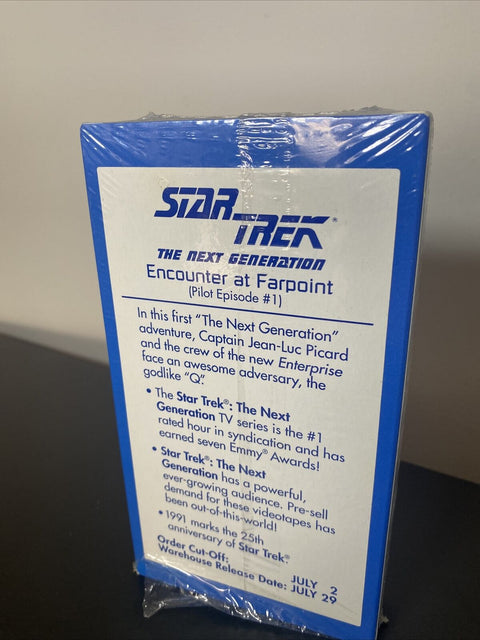 STAR
TREK®
THE NEXT GENERATION
Encounter at Farpoint
(Pilot Episode #1)
In this first "The Next Generation"
adventure, Captain Jean-Luc Picard
and the crew of the new Enterprise
face an awesome adversary, the
godlike "Q".
• The Star Trek®: The Next
Generation TV series is the #1
rated hour in syndication and has
earned seven Emmy® Awards!
• Star Trek®: The Next
Generation has a powerful,
ever-growing audience. Pre-sell
demand for these videotapes has
been out-of-this-world!
• 1991 marks the 25th
anniversary of Star Trek®.
Order Cut-Off: JULY 2
Warehouse Release Date: JULY 29